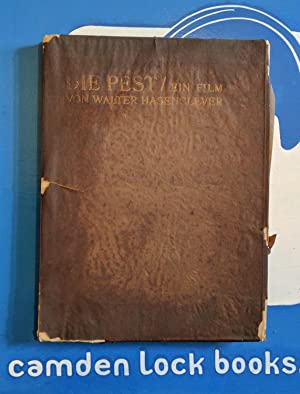 DIE PEST / EIN FILM
VON WALTER HASENCLEVER
camden lock books.